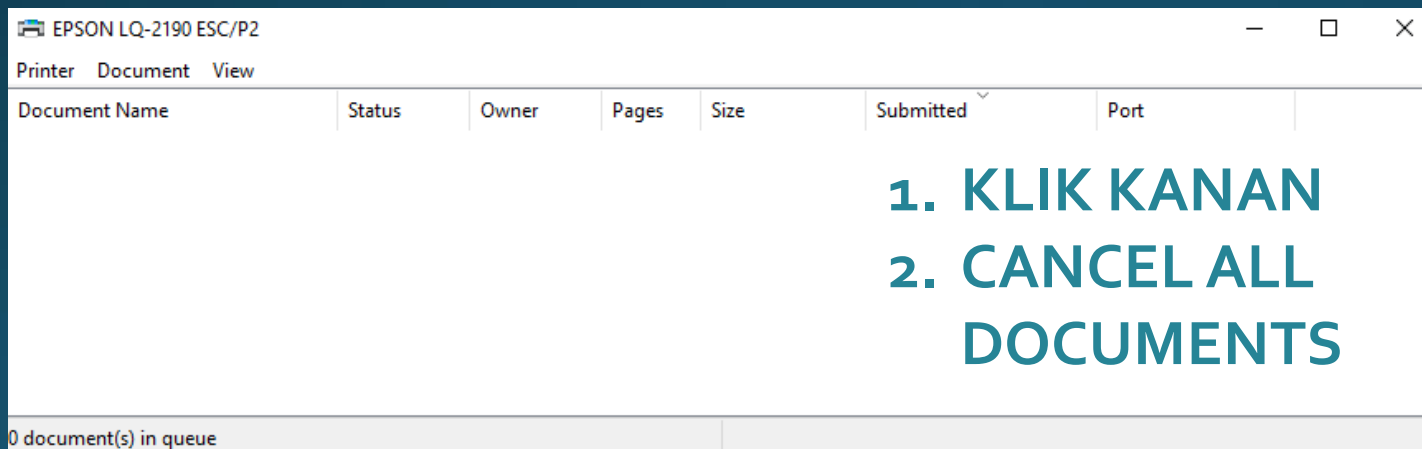 EPSON LQ-2190 ESC/P2
Printer Document View
Document Name Status Owner Pages Size Submitted Port
1. KLIK KANAN
2. CANCEL ALL
DOCUMENTS
0 document(s) in queue